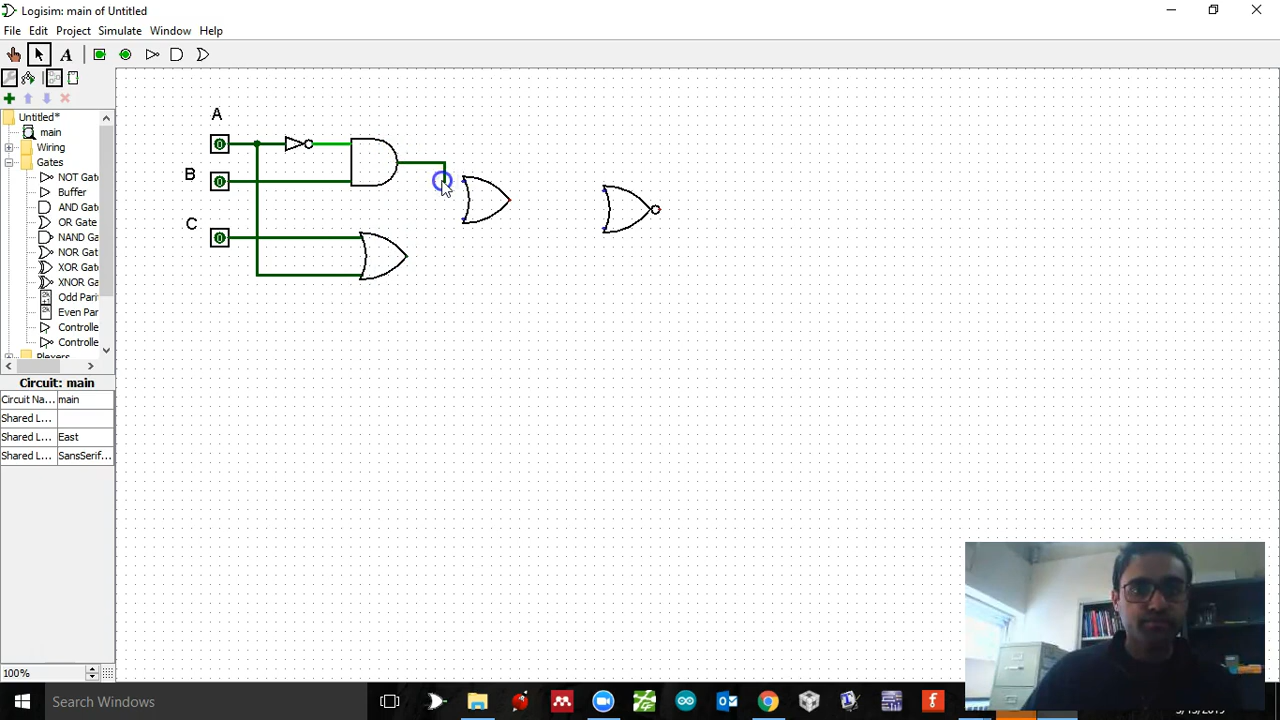 Logisim: main of Untitled
File Edit Project Simulate Window Help
A
Untitled*
main
Wiring
Gates
NOT Gat
Buffer
AND Gate
OR Gate
NAND Ga
NOR Gat
XOR Gat
XNOR Ga
Odd Pari
Even Par
Controlle
Controlle
Plexers
Circuit: main
Circuit Na... main
Shared L...
Shared L... East
Shared L... SansSerif...
100%
A
B
C
0
0
0
Search Windows